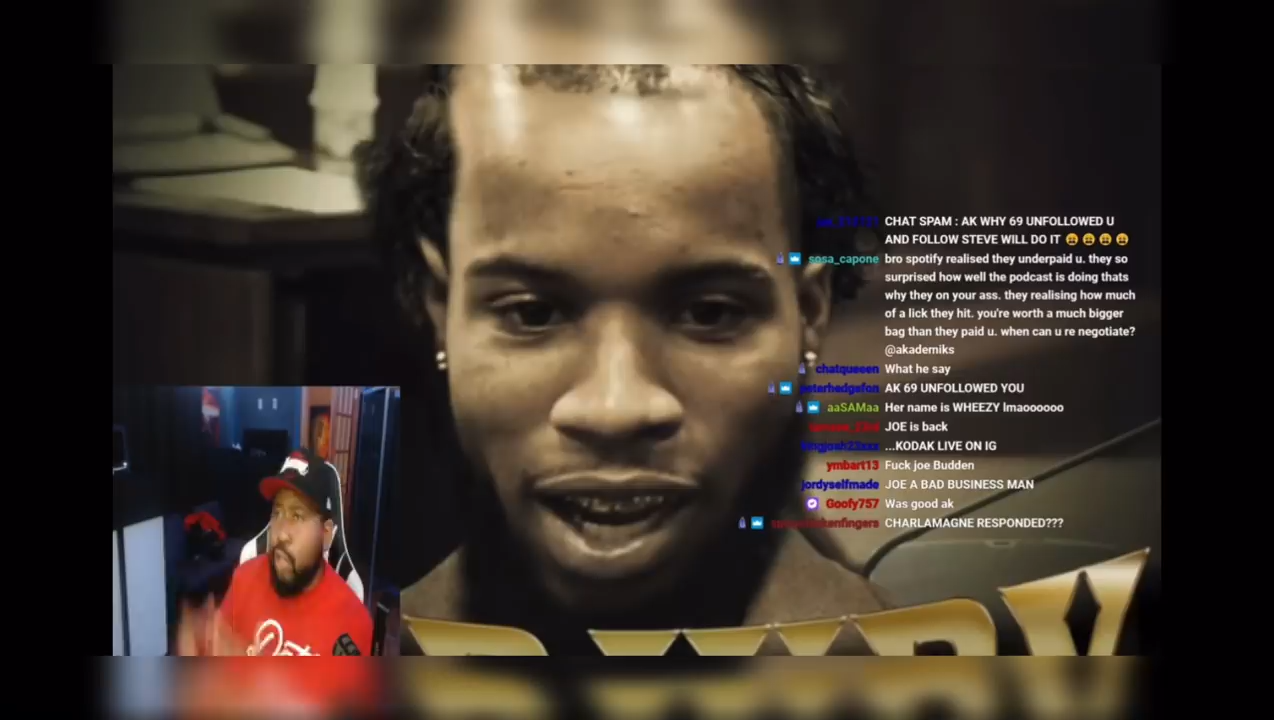 CHAT SPAM : AK WHY 69 UNFOLLOWED U
AND FOLLOW STEVE WILL DO IT 😩 😩 😩 😩
sosa_capone bro spotify realised they underpaid u. they so
surprised how well the podcast is doing thats
why they on your ass. they realising how much
of a lick they hit. you're worth a much bigger
bag than they paid u. when can u re negotiate?
@akademiks
chatqueeen What he say
AK 69 UNFOLLOWED YOU
aaSAMaa Her name is WHEEZY lmaoooooo
JOE is back
...KODAK LIVE ON IG
ymbart13 Fuck joe Budden
jordyselfmade JOE A BAD BUSINESS MAN
Goofy757 Was good ak
CHARLAMAGNE RESPONDED???